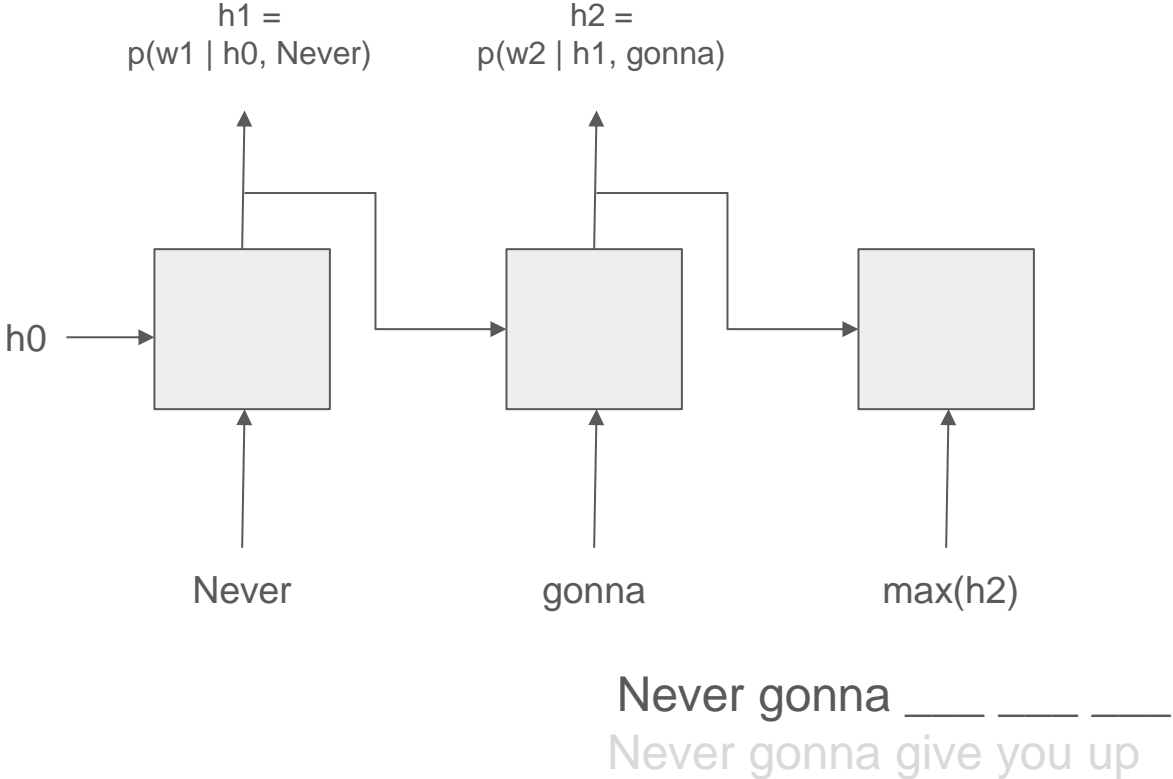 h1 =
p(w1 | h0, Never)
h2 =
p(w2 | h1, gonna)
h0
Never
gonna
max(h2)
Never gonna ___ ___ ___
Never gonna give you up